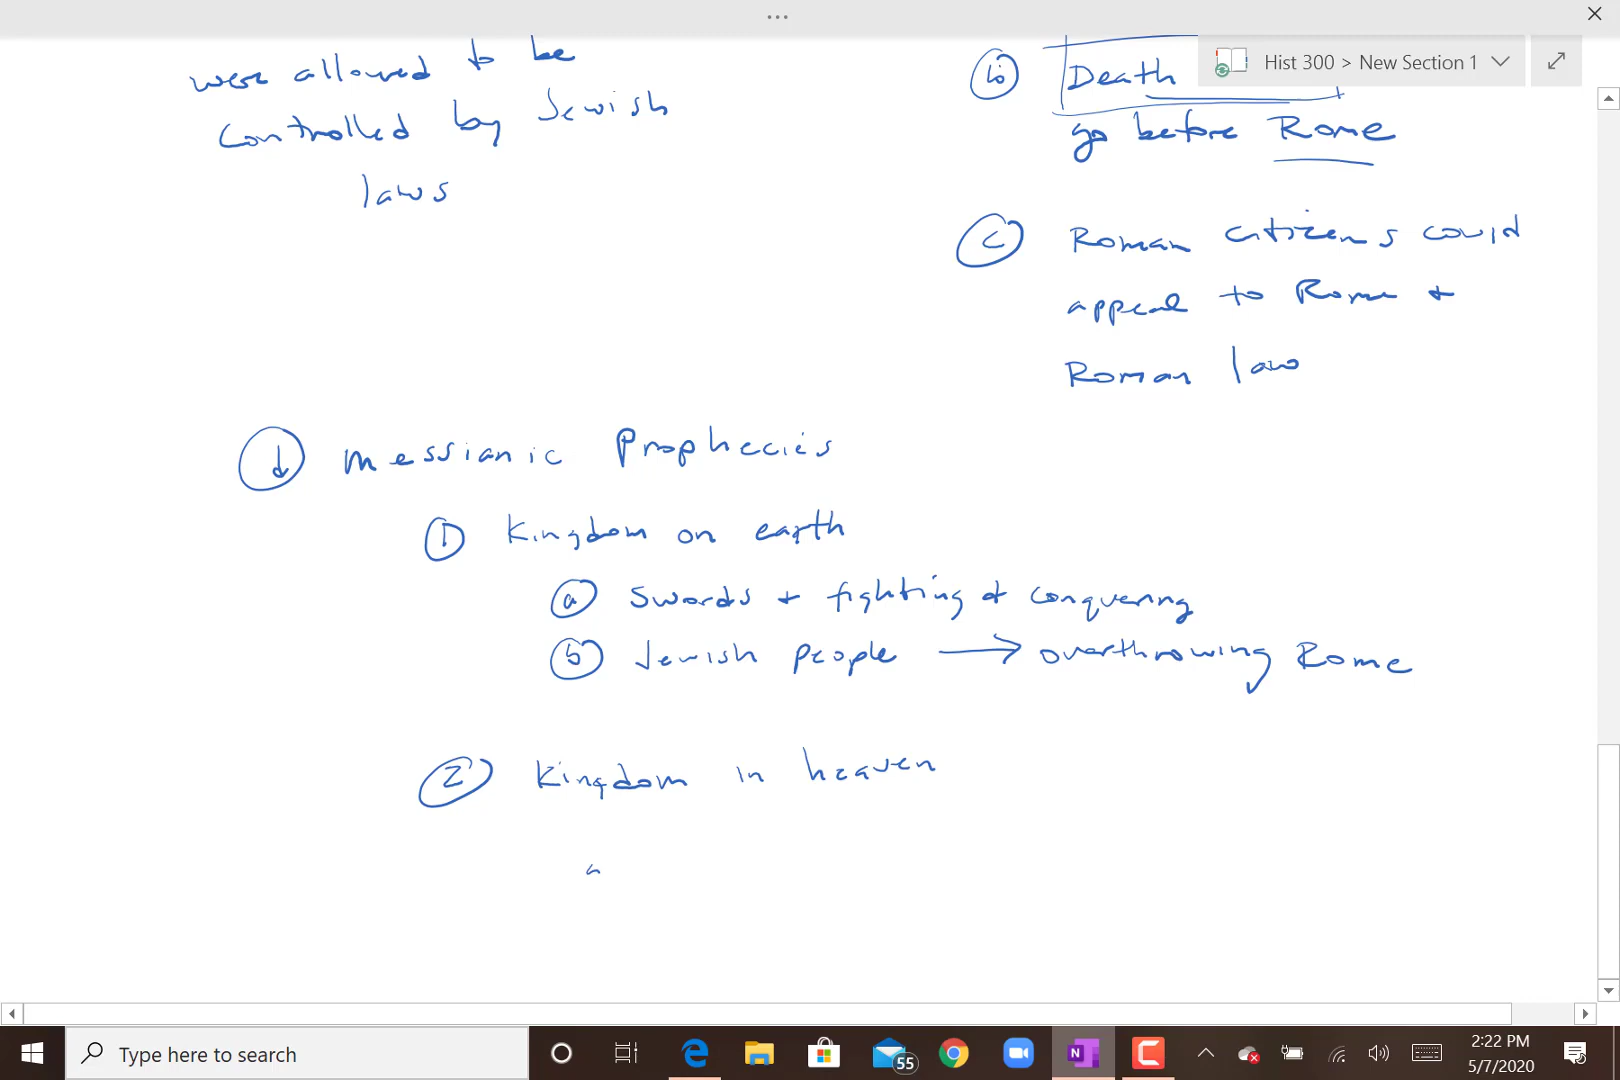 Hist 300 > New Section 1
were allowed to be
controlled by Jewish
laws
b Death
go before Rome
c Roman citizens could
appeal to Rome +
Roman law
Messianic Prophecies
1 Kingdom on earth
a Swords + fighting + conquering
b Jewish people → overthrowing Rome
2 Kingdom in heaven
a
Type here to search
55
2:22 PM
5/7/2020